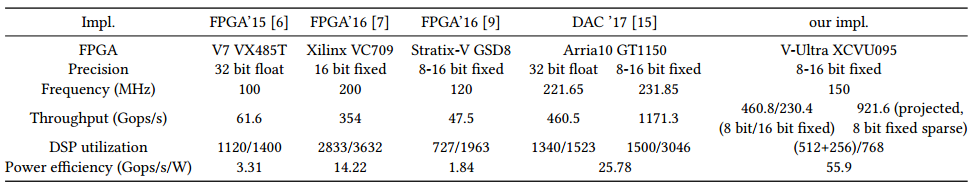 Impl. FPGA'15 [6] FPGA'16 [7] FPGA'16 [9] DAC '17 [15] our impl.
FPGA V7 VX485T Xilinx VC709 Stratix-V GSD8 Arria10 GT1150 V-Ultra XCVU095
Precision 32 bit float 16 bit fixed 8-16 bit fixed 32 bit float 8-16 bit fixed 8-16 bit fixed
Frequency (MHz) 100 200 120 221.65 231.85 150
Throughput (Gops/s) 61.6 354 47.5 460.5 1171.3 460.8/230.4 (8 bit/16 bit fixed) 921.6 (projected, 8 bit fixed sparse)
DSP utilization 1120/1400 2833/3632 727/1963 1340/1523 1500/3046 (512+256)/768
Power efficiency (Gops/s/W) 3.31 14.22 1.84 25.78 55.9